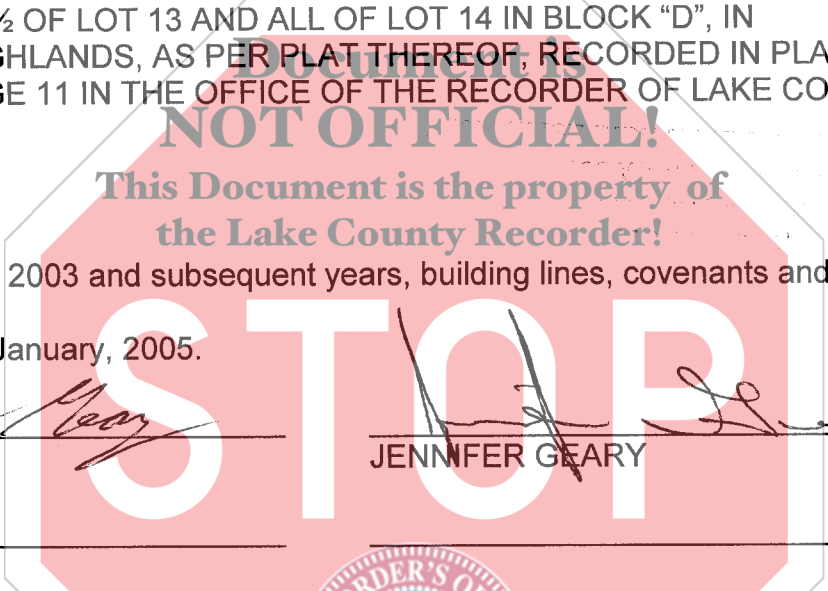 ½ OF LOT 13 AND ALL OF LOT 14 IN BLOCK “D”, IN
GHLANDS, AS PER PLAT THEREOF, RECORDED IN PLA
GE 11 IN THE OFFICE OF THE RECORDER OF LAKE CO
Document is
NOT OFFICIAL!
This Document is the property of
the Lake County Recorder!
2003 and subsequent years, building lines, covenants and
January, 2005.
STOP
Geary
JENNIFER GEARY
RDER'S O